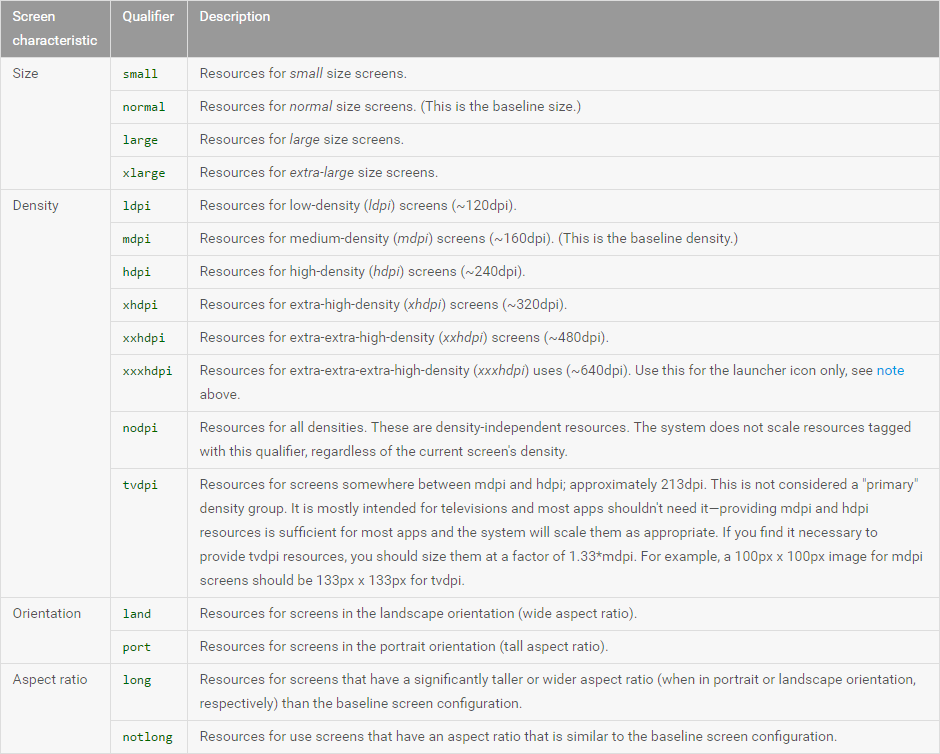 Screen characteristic Qualifier Description
Size small Resources for small size screens.
normal Resources for normal size screens. (This is the baseline size.)
large Resources for large size screens.
xlarge Resources for extra-large size screens.
Density ldpi Resources for low-density (ldpi) screens (~120dpi).
mdpi Resources for medium-density (mdpi) screens (~160dpi). (This is the baseline density.)
hdpi Resources for high-density (hdpi) screens (~240dpi).
xhdpi Resources for extra-high-density (xhdpi) screens (~320dpi).
xxhdpi Resources for extra-extra-high-density (xxhdpi) screens (~480dpi).
xxxhdpi Resources for extra-extra-extra-high-density (xxxhdpi) uses (~640dpi). Use this for the launcher icon only, see note
above.
nodpi Resources for all densities. These are density-independent resources. The system does not scale resources tagged
with this qualifier, regardless of the current screen's density.
tvdpi Resources for screens somewhere between mdpi and hdpi; approximately 213dpi. This is not considered a "primary"
density group. It is mostly intended for televisions and most apps shouldn't need it—providing mdpi and hdpi
resources is sufficient for most apps and the system will scale them as appropriate. If you find it necessary to
provide tvdpi resources, you should size them at a factor of 1.33*mdpi. For example, a 100px x 100px image for mdpi
screens should be 133px x 133px for tvdpi.
Orientation land Resources for screens in the landscape orientation (wide aspect ratio).
port Resources for screens in the portrait orientation (tall aspect ratio).
Aspect ratio long Resources for screens that have a significantly taller or wider aspect ratio (when in portrait or landscape orientation,
respectively) than the baseline screen configuration.
notlong Resources for use screens that have an aspect ratio that is similar to the baseline screen configuration.